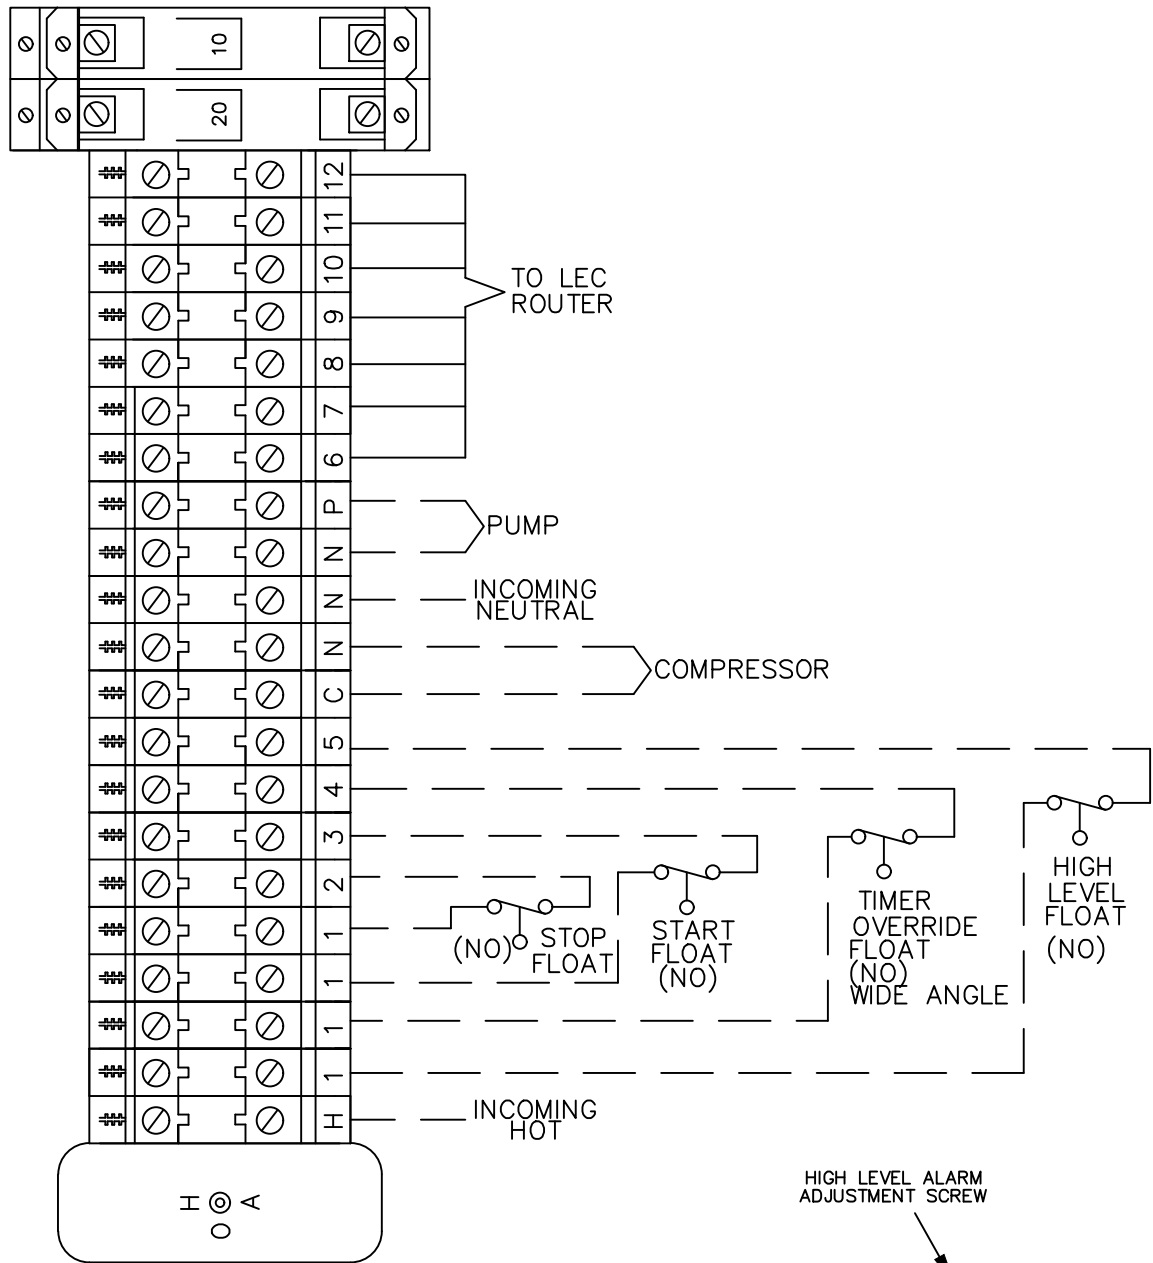 10
20
12
11
10
TO LEC
ROUTER
9
8
7
6
P
PUMP
N
N
INCOMING
NEUTRAL
N
COMPRESSOR
C
5
4
3
2
1
1
1
1
H
(NO)
STOP
FLOAT
START
FLOAT
(NO)
TIMER
OVERRIDE
FLOAT
(NO)
WIDE ANGLE
HIGH
LEVEL
FLOAT
(NO)
INCOMING
HOT
H A
O
HIGH LEVEL ALARM
ADJUSTMENT SCREW